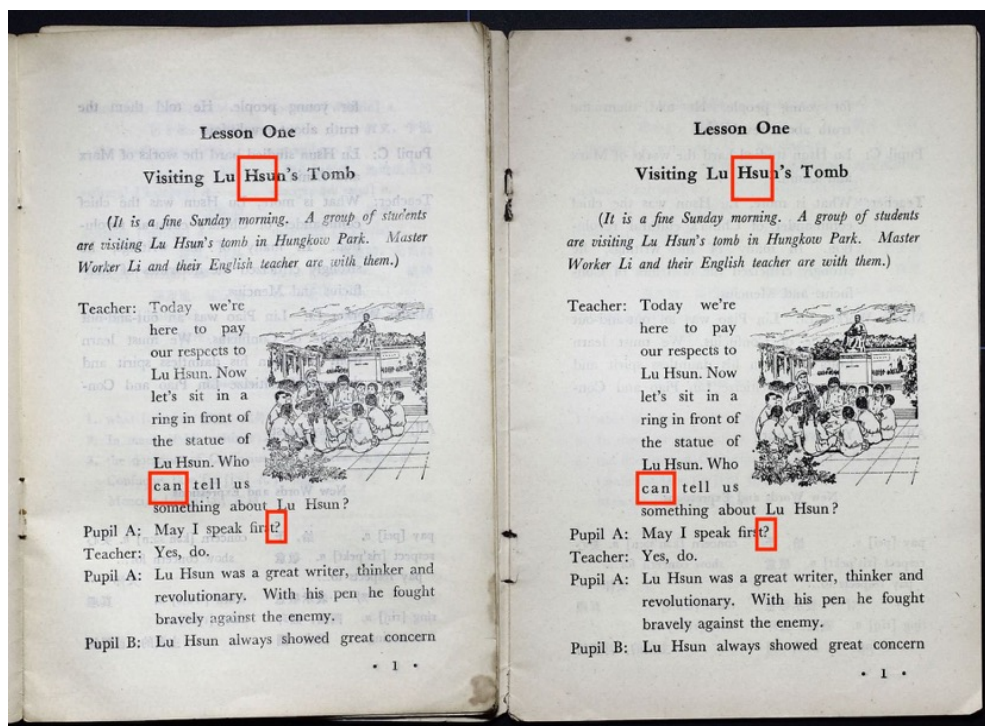 Lesson One
Visiting Lu Hsun's Tomb
(It is a fine Sunday morning. A group of students
are visiting Lu Hsun's tomb in Hungkow Park. Master
Worker Li and their English teacher are with them.)
Teacher: Today we're
here to pay
our respects to
Lu Hsun. Now
let's sit in a
ring in front of
the statue of
Lu Hsun. Who
can tell us
something about Lu Hsun?
Pupil A: May I speak first?
Teacher: Yes, do.
Pupil A: Lu Hsun was a great writer, thinker and
revolutionary. With his pen he fought
bravely against the enemy.
Pupil B: Lu Hsun always showed great concern
· 1 ·
Lesson One
Visiting Lu Hsun's Tomb
(It is a fine Sunday morning. A group of students
are visiting Lu Hsun's tomb in Hungkow Park. Master
Worker Li and their English teacher are with them.)
Teacher: Today we're
here to pay
our respects to
Lu Hsun. Now
let's sit in a
ring in front of
the statue of
Lu Hsun. Who
can tell us
something about Lu Hsun?
Pupil A: May I speak first?
Teacher: Yes, do.
Pupil A: Lu Hsun was a great writer, thinker and
revolutionary. With his pen he fought
bravely against the enemy.
Pupil B: Lu Hsun always showed great concern
· 1 ·